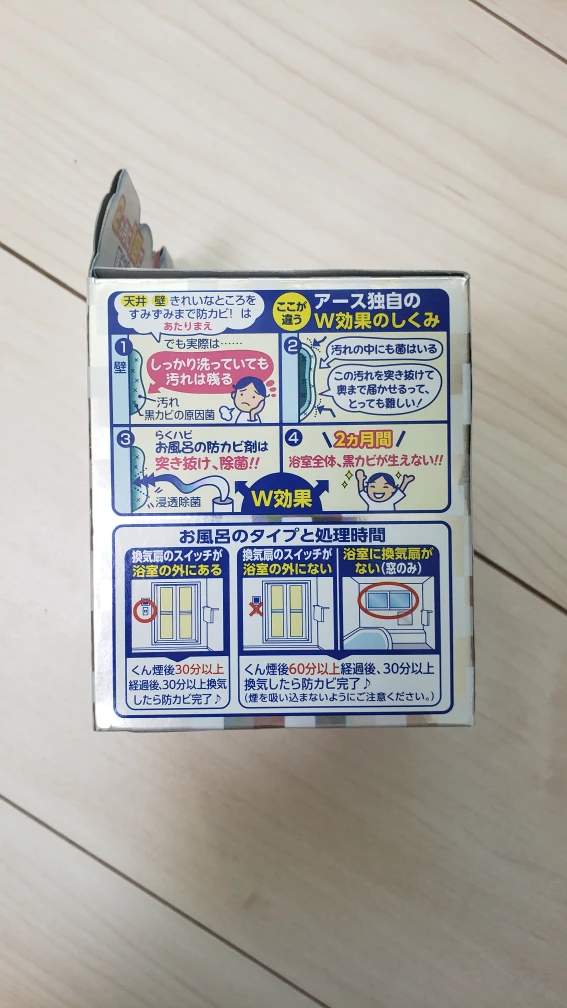 天井 壁 きれいなところを
すみずみまで防カビ! は
あたりまえ
ここが
違う
アース独自の
W効果のしくみ
1
壁
でも実際は……
しっかり洗っていても
汚れは残る
汚れ
黒カビの原因菌
2
汚れの中にも菌はいる
この汚れを突き抜けて
奥まで届かせるって、
とっても難しい!
3
らくハピ
お風呂の防カビ剤は
突き抜け、除菌!!
浸透除菌
4
2ヵ月間
浴室全体、黒カビが生えない!!
W効果
お風呂のタイプと処理時間
換気扇のスイッチが
浴室の外にある
くん煙後30分以上
経過後、30分以上換気
したら防カビ完了♪
換気扇のスイッチが
浴室の外にない
浴室に換気扇が
ない(窓のみ)
くん煙後60分以上経過後、30分以上
換気したら防カビ完了♪
(煙を吸い込まないようにご注意ください。)